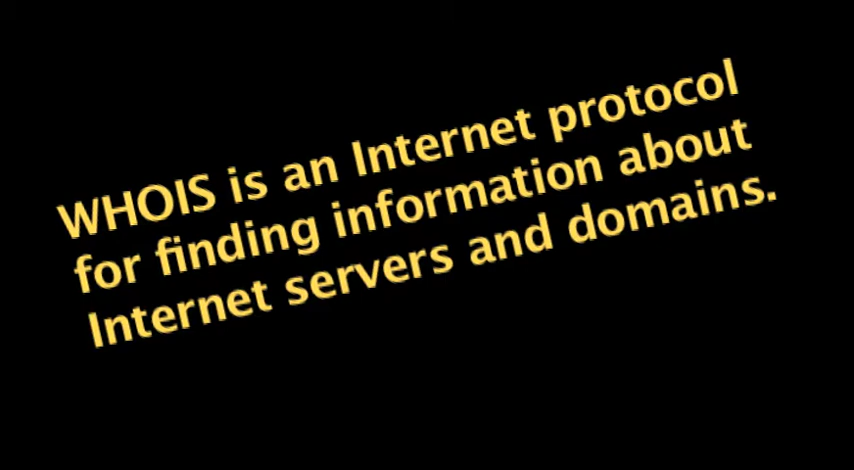 WHOIS is an Internet protocol
for finding information about
Internet servers and domains.